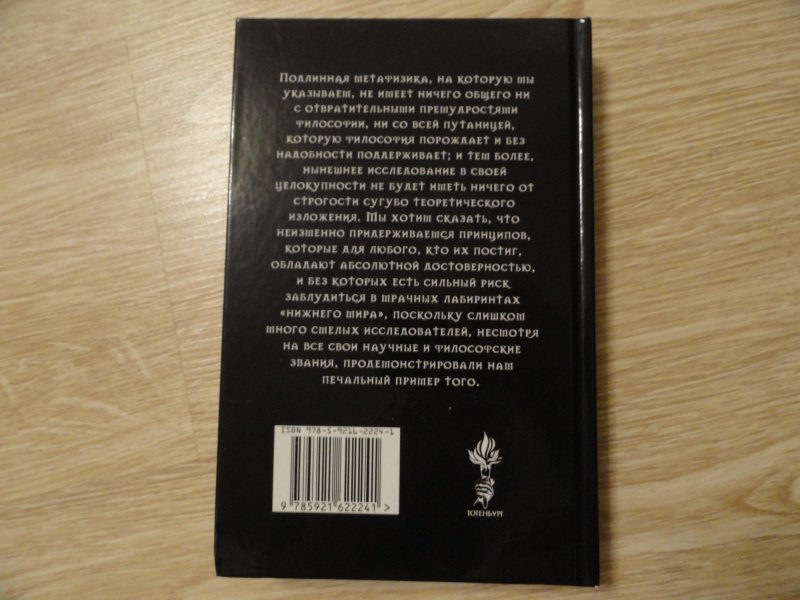 Подлинная метафизика, на которую мы
указываем, не имеет ничего общего ни
с отвратительными премудростями
философии, ни со всей путаницей,
которую философия порождает и без
надобности поддерживает; и тем более,
нынешнее исследование в своей
целокупности не будет иметь ничего от
строгости сугубо теоретического
изложения. Мы хотим сказать, что
неизменно придерживаемся принципов,
которые для любого, кто их постиг,
обладают абсолютной достоверностью,
и без которых есть сильный риск
заблудиться в мрачных лабиринтах
«нижнего мира», поскольку слишком
много смелых исследователей, несмотря
на все свои научные и философские
звания, продемонстрировали нам
печальный пример того.
ISBN 978-5-9216-2224-1
9 785921 622241 >
ТОТЕНБУРГ